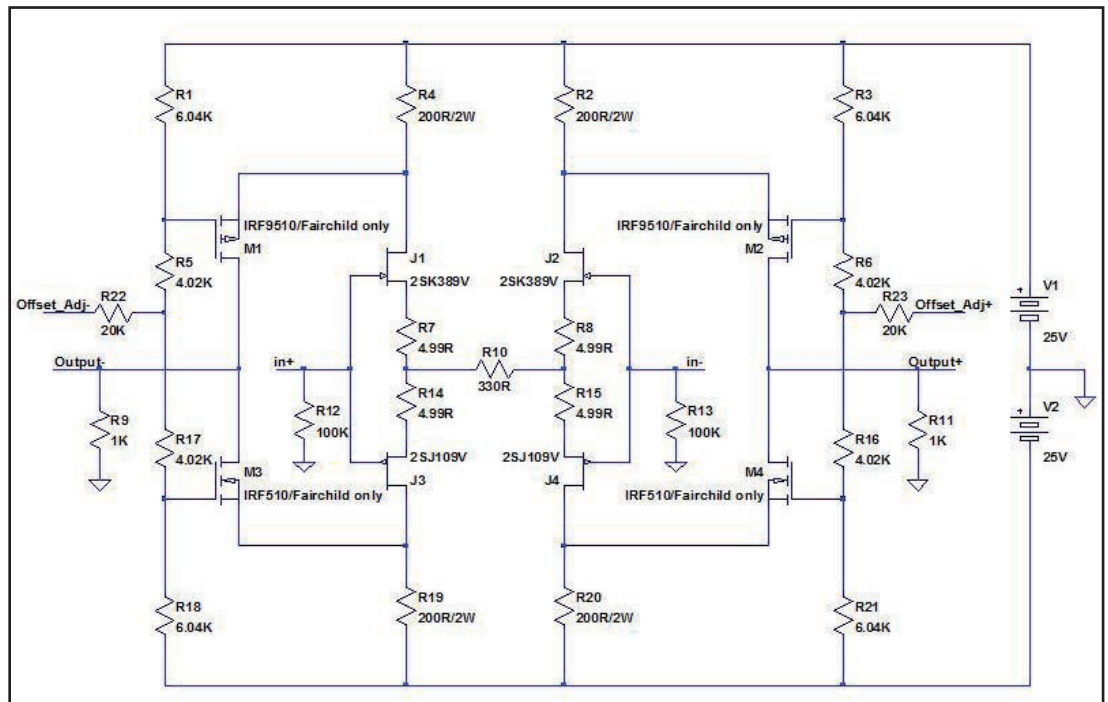 R1
6.04K
R4
200R/2W
R2
200R/2W
R3
6.04K
IRF9510/Fairchild only
M1
IRF9510/Fairchild only
M2
R5
4.02K
J1
2SK389V
J2
2SK389V
R6
4.02K
Offset_Adj-
R22
20K
R23
20K
Offset_Adj+
V1
+
25V
R7
4.99R
R8
4.99R
Output-
in+
R10
330R
in-
Output+
R9
1K
R12
100K
R14
4.99R
R15
4.99R
R13
100K
R11
1K
V2
+
25V
R17
4.02K
R16
4.02K
M3
IRF510/Fairchild only
2SJ109V
J3
2SJ109V
J4
M4
IRF510/Fairchild only
R18
6.04K
R19
200R/2W
R20
200R/2W
R21
6.04K